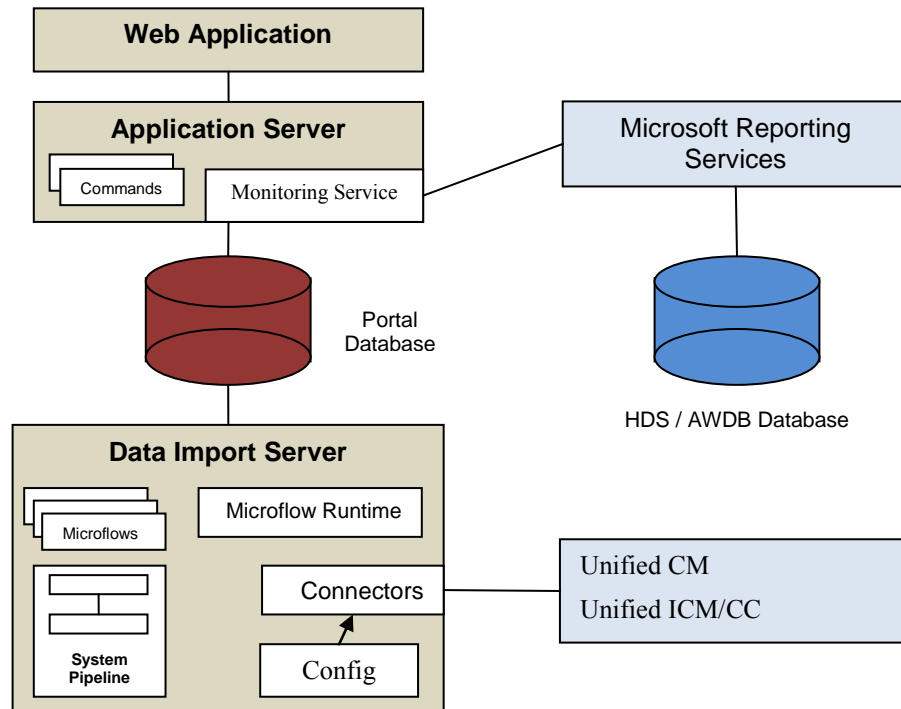 Web Application
Application Server
Commands
Monitoring Service
Microsoft Reporting
Services
Portal
Database
HDS / AWDB Database
Data Import Server
Microflows
Microflow Runtime
Connectors
Config
System
Pipeline
Unified CM
Unified ICM/CC